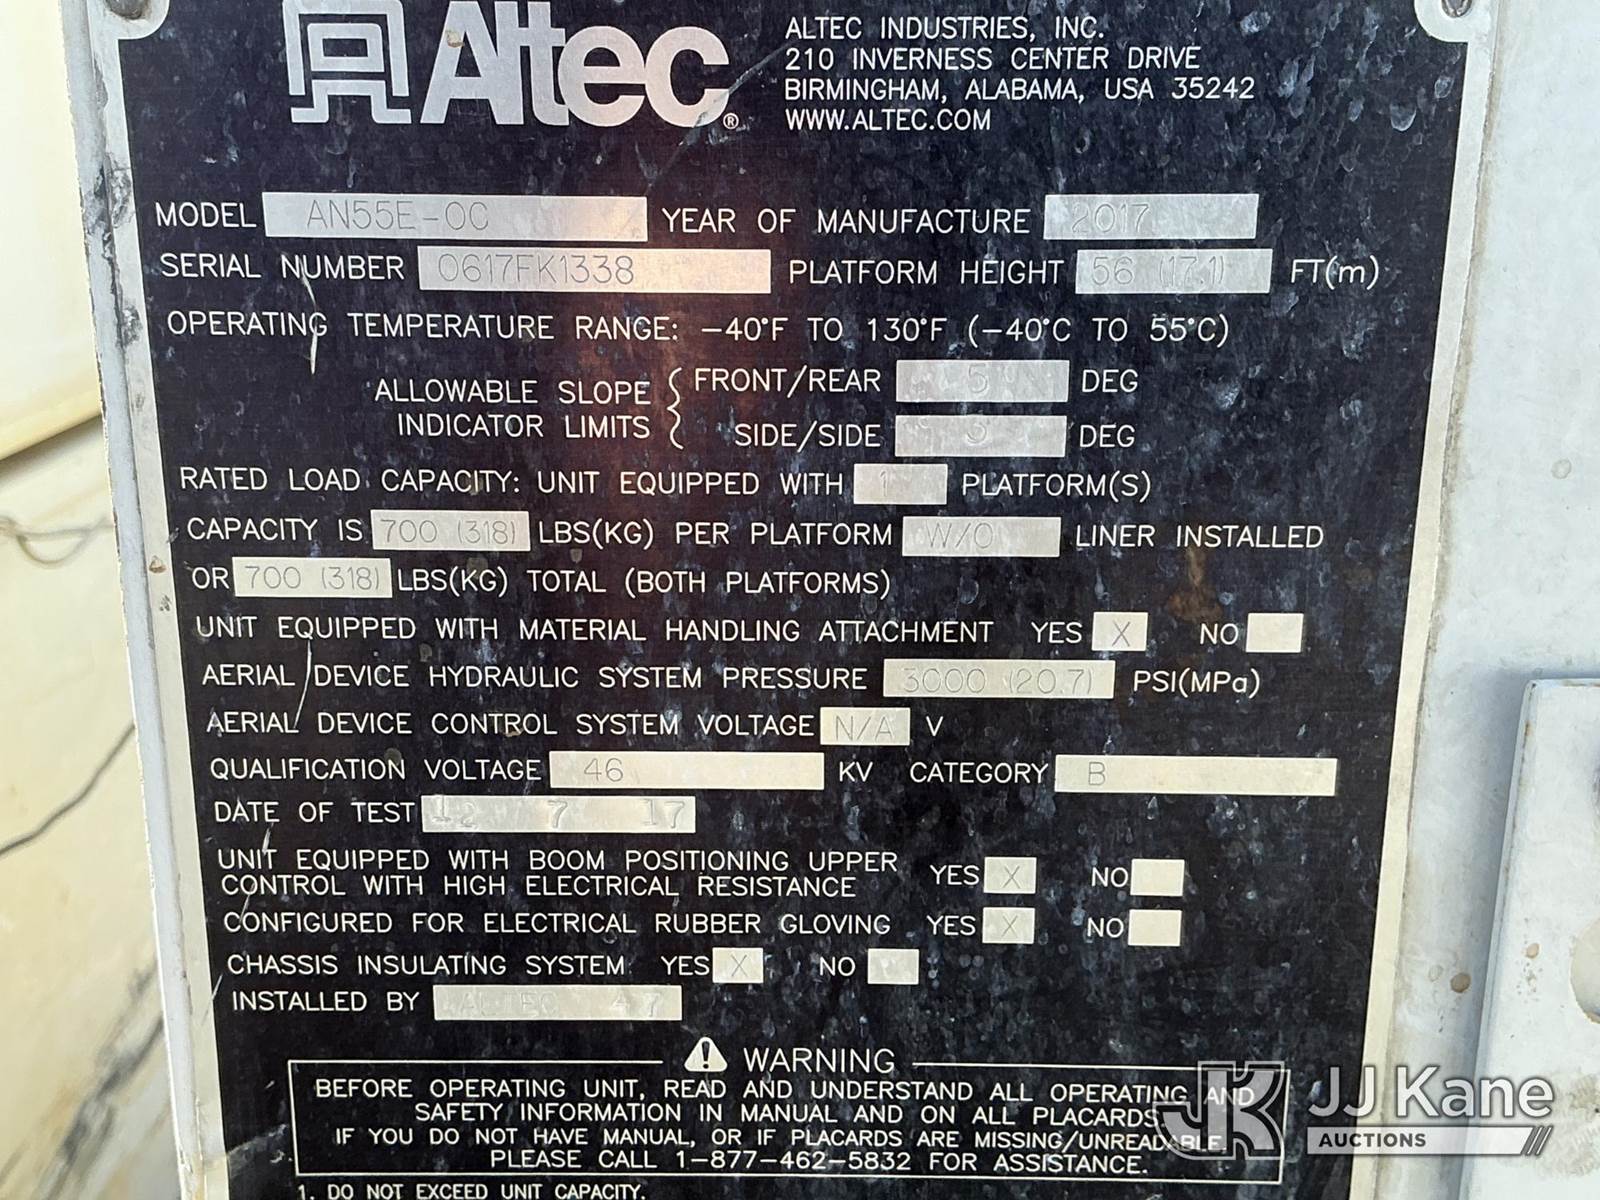 Altec®
ALTEC INDUSTRIES, INC.
210 INVERNESS CENTER DRIVE
BIRMINGHAM, ALABAMA, USA 35242
WWW.ALTEC.COM
MODEL AN55E-OC YEAR OF MANUFACTURE 2017
SERIAL NUMBER 0617FK1338 PLATFORM HEIGHT 56 (17.1) FT(m)
OPERATING TEMPERATURE RANGE: -40°F TO 130°F (-40°C TO 55°C)
ALLOWABLE SLOPE INDICATOR LIMITS { FRONT/REAR 5 DEG
SIDE/SIDE DEG
RATED LOAD CAPACITY: UNIT EQUIPPED WITH 1 PLATFORM(S)
CAPACITY IS 700 (318) LBS(KG) PER PLATFORM W/O LINER INSTALLED
OR 700 (318) LBS(KG) TOTAL (BOTH PLATFORMS)
UNIT EQUIPPED WITH MATERIAL HANDLING ATTACHMENT YES X NO
AERIAL DEVICE HYDRAULIC SYSTEM PRESSURE 3000 (20.7) PSI(MPa)
AERIAL DEVICE CONTROL SYSTEM VOLTAGE N/A V
QUALIFICATION VOLTAGE 46 KV CATEGORY B
DATE OF TEST 12 7 17
UNIT EQUIPPED WITH BOOM POSITIONING UPPER
CONTROL WITH HIGH ELECTRICAL RESISTANCE YES X NO
CONFIGURED FOR ELECTRICAL RUBBER GLOVING YES X NO
CHASSIS INSULATING SYSTEM YES X NO
INSTALLED BY ALTEC 47
WARNING
BEFORE OPERATING UNIT, READ AND UNDERSTAND ALL OPERATING AND
SAFETY INFORMATION IN MANUAL AND ON ALL PLACARDS.
IF YOU DO NOT HAVE MANUAL, OR IF PLACARDS ARE MISSING/UNREADABLE,
PLEASE CALL 1-877-462-5832 FOR ASSISTANCE.
1. DO NOT EXCEED UNIT CAPACITY.
JK JJ Kane
AUCTIONS